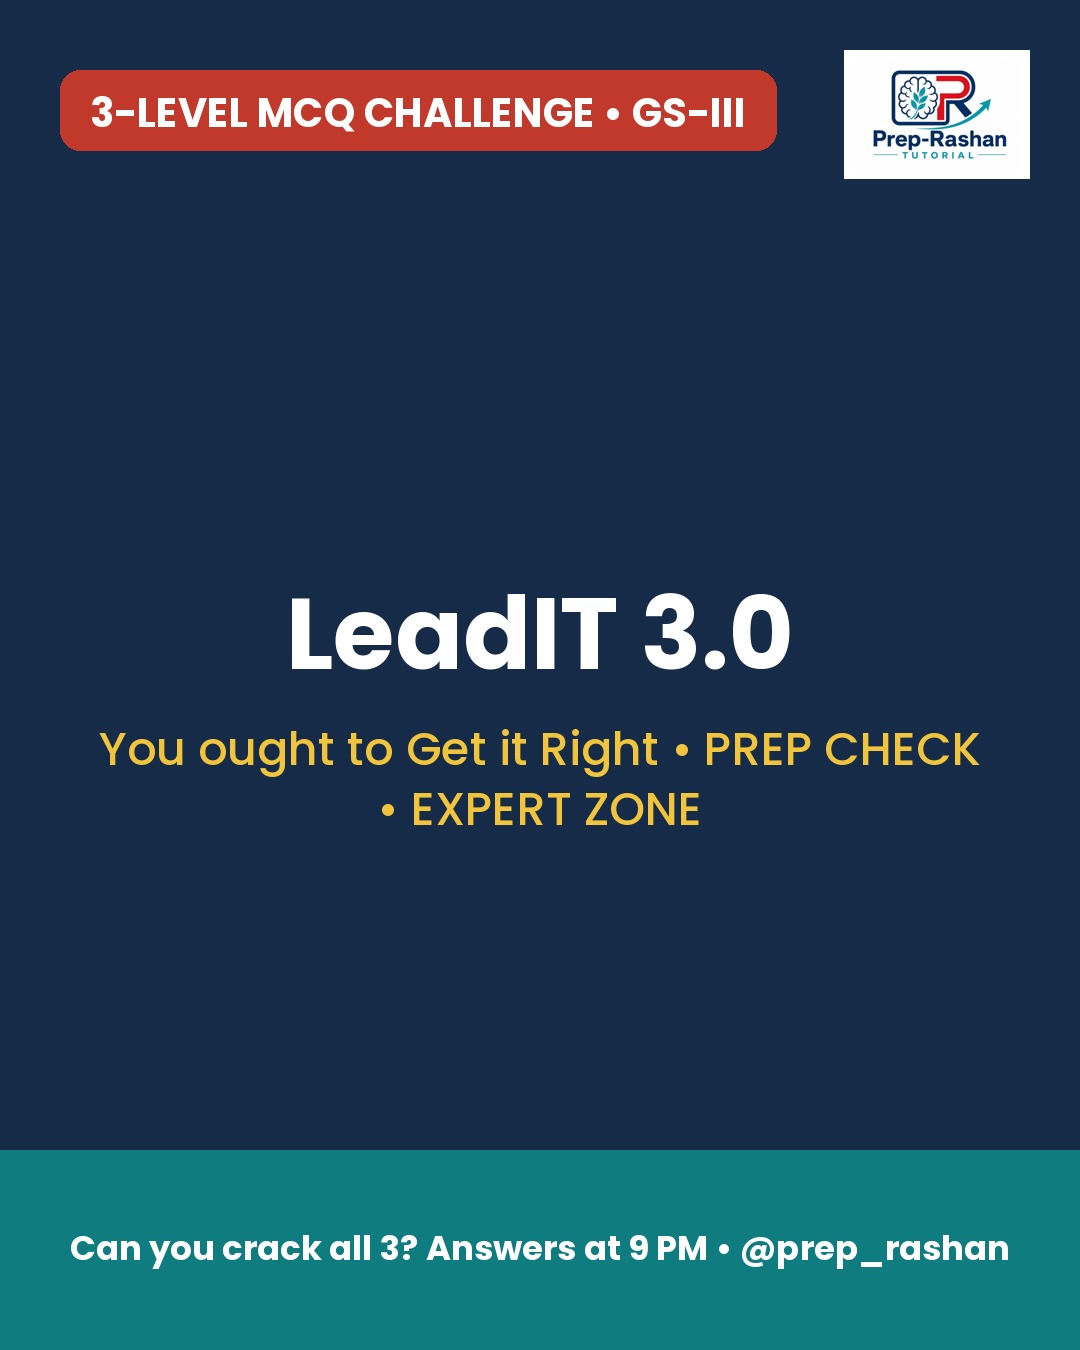 3-LEVEL MCQ CHALLENGE • GS-III
Prep-Rashan
TUTORIAL
LeadIT 3.0
You ought to Get it Right • PREP CHECK
• EXPERT ZONE
Can you crack all 3? Answers at 9 PM • @prep_rashan